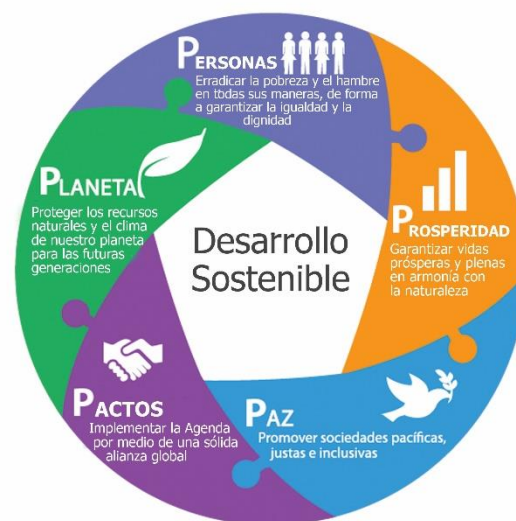 PERSONAS
Erradicar la pobreza y el hambre
en todas sus maneras, de forma
a garantizar la igualdad y la
dignidad
PROSPERIDAD
Garantizar vidas
prósperas y plenas
en armonía con
la naturaleza
PAZ
Promover sociedades pacíficas,
justas e inclusivas
PACTOS
Implementar la Agenda
por medio de una sólida
alianza global
PLANETA
Proteger los recursos
naturales y el clima
de nuestro planeta
para las futuras
generaciones
Desarrollo
Sostenible